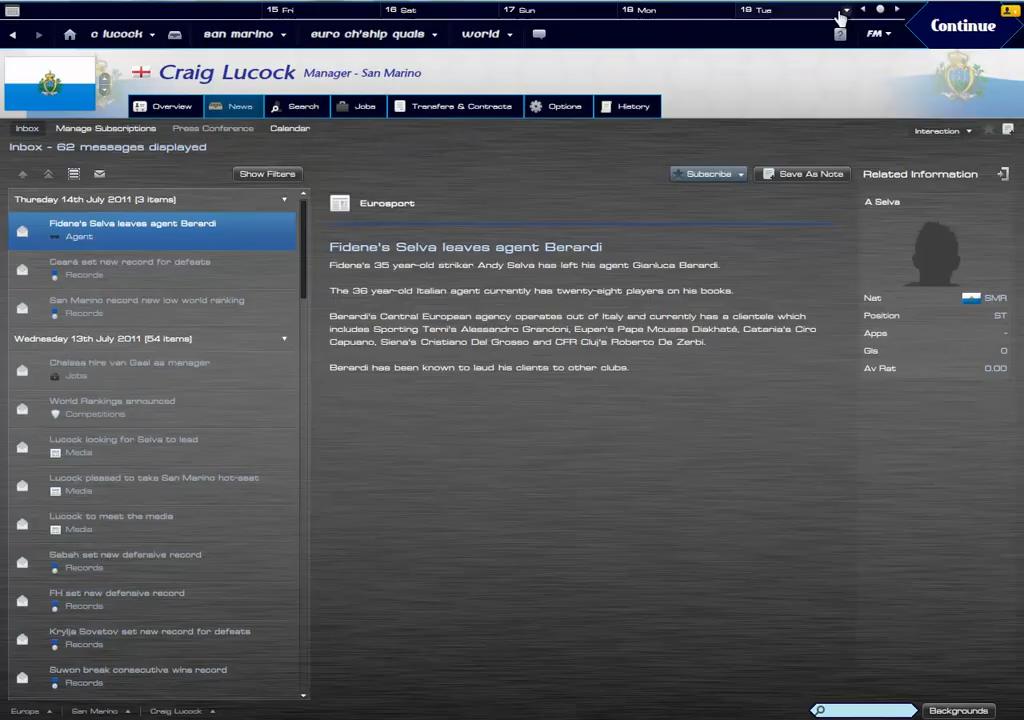 15 Fri 16 Sat 17 Sun 18 Mon 19 Tue
c lucock san marino euro ch'ship quals world ? FM Continue
Craig Lucock Manager - San Marino
Overview News Search Jobs Transfers & Contracts Options History
Inbox Manage Subscriptions Press Conference Calendar Interaction
Inbox - 62 messages displayed
Show Filters Subscribe Save As Note Related Information
Thursday 14th July 2011 [3 items]
Fidene's Selva leaves agent Berardi
Agent
Ceará set new record for defeats
Records
San Marino record new low world ranking
Records
Wednesday 13th July 2011 [54 items]
Chelsea hire van Gaal as manager
Jobs
World Rankings announced
Competitions
Lucock looking for Selva to lead
Media
Lucock pleased to take San Marino hot-seat
Media
Lucock to meet the media
Media
Sabah set new defensive record
Records
FH set new defensive record
Records
Krylja Sovetov set new record for defeats
Records
Suwon break consecutive wins record
Records
Eurosport
Fidene's Selva leaves agent Berardi
Fidene's 35 year-old striker Andy Selva has left his agent Gianluca Berardi.
The 36 year-old Italian agent currently has twenty-eight players on his books.
Berardi's Central European agency operates out of Italy and currently has a clientele which
includes Sporting Terni's Alessandro Grandoni, Eupen's Papa Moussa Diakhaté, Catania's Ciro
Capuano, Siena's Cristiano Del Grosso and CFR Cluj's Roberto De Zerbi.
Berardi has been known to laud his clients to other clubs.
A Selva
Nat SMR
Position ST
Apps -
Gls 0
Av Rat 0.00
Europe San Marino Craig Lucock Backgrounds